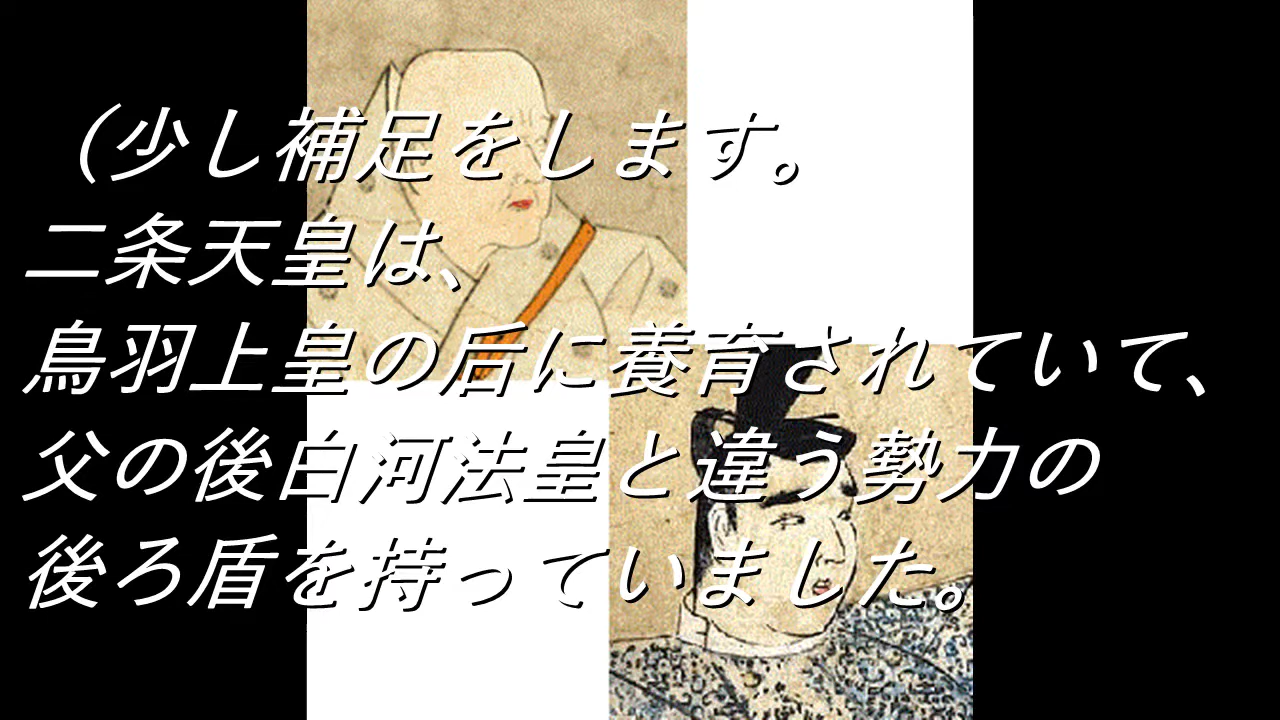 （少し補足をします。
二条天皇は、
鳥羽上皇の后に養育されていて、
父の後白河法皇と違う勢力の
後ろ盾を持っていました。